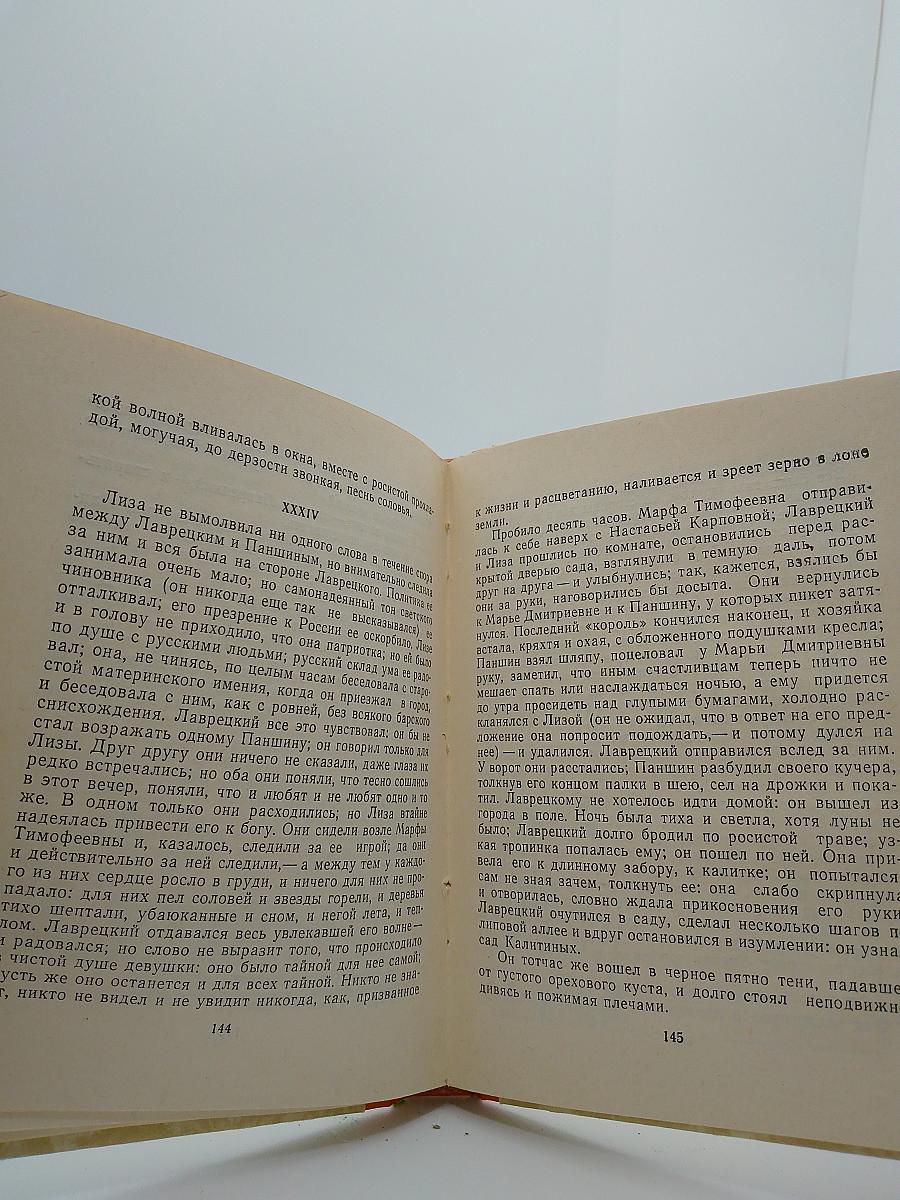 кой волной вливалась в окна, вместе с росистой прохла-
дой, могучая, до дерзости звонкая, песнь соловья.
XXXIV
Лиза не вымолвила ни одного слова в течение спора
между Лаврецким и Паншиным, но внимательно следила
за ним и вся была на стороне Лаврецкого. Политика ее
занимала очень мало; но самонадеянный тон светского
чиновника (он никогда еще так не высказывался) ее
отталкивал; его презрение к России ее оскорбило. Лизе
и в голову не приходило, что она патриотка; но ей было
по душе с русскими людьми; русский склад ума ее радо-
вал; она, не чинясь, по целым часам беседовала с старо-
стой материнского имения, когда он приезжал в город,
и беседовала с ним, как с ровней, без всякого барского
снисхождения. Лаврецкий все это чувствовал: он бы не
стал возражать одному Паншину; он говорил только для
Лизы. Друг другу они ничего не сказали, даже глаза их
редко встречались; но оба они поняли, что тесно сошлись
в этот вечер, поняли, что и любят и не любят одно и то
же. В одном только они расходились; но Лиза втайне
надеялась привести его к богу. Они сидели возле Марфы
Тимофеевны и, казалось, следили за ее игрой; да они
и действительно за ней следили,— а между тем у каждо-
го из них сердце росло в груди, и ничего для них не про-
падало: для них пел соловей и звезды горели, и деревья
тихо шептали, убаюканные и сном, и негой лета, и теп-
лом. Лаврецкий отдавался весь увлекавшей его волне—
и радовался; но слово не выразит того, что происходило
в чистой душе девушки: оно было тайной для нее самой;
усть же оно останется и для всех тайной. Никто не зна-
т, никто не видел и не увидит никогда, как, призванное
144
к жизни и расцветанию, наливается и зреет зерно в лоне
земли.
Пробило десять часов. Марфа Тимофеевна отправи-
лась к себе наверх с Настасьей Карповной; Лаврецкий
и Лиза прошлись по комнате, остановились перед рас-
крытой дверью сада, взглянули в темную даль, потом
друг на друга — и улыбнулись; так, кажется, взялись бы
они за руки, наговорились бы досыта. Они вернулись
к Марье Дмитриевне и к Паншину, у которых пикет затя-
нулся. Последний «король» кончился наконец, и хозяйка
встала, кряхтя и охая, с обложенного подушками кресла;
Паншин взял шляпу, поцеловал у Марьи Дмитриевны
руку, заметил, что иным счастливцам теперь ничто не
мешает спать или наслаждаться ночью, а ему придется
до утра просидеть над глупыми бумагами, холодно рас-
кланялся с Лизой (он не ожидал, что в ответ на его пред-
ложение она попросит подождать,— и потому дулся на
нее) — и удалился. Лаврецкий отправился вслед за ним.
У ворот они расстались; Паншин разбудил своего кучера,
толкнув его концом палки в шею, сел на дрожки и пока-
тил. Лаврецкому не хотелось идти домой: он вышел из
города в поле. Ночь была тиха и светла, хотя луны не
было; Лаврецкий долго бродил по росистой траве; уз-
кая тропинка попалась ему; он пошел по ней. Она при-
вела его к длинному забору, к калитке; он попытался,
сам не зная зачем, толкнуть ее: она слабо скрипнула
и отворилась, словно ждала прикосновения его руки.
Лаврецкий очутился в саду, сделал несколько шагов п
липовой аллее и вдруг остановился в изумлении: он узна
сад Калитиных.
Он тотчас же вошел в черное пятно тени, падавше
от густого орехового куста, и долго стоял неподвижн
дивясь и пожимая плечами.
145